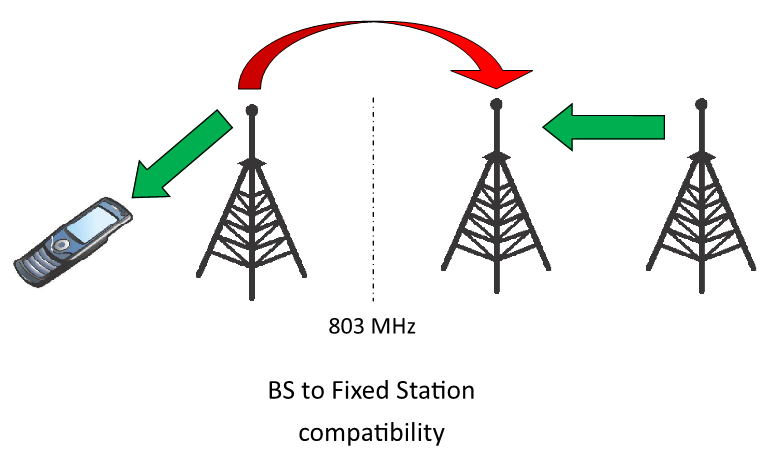 803 MHz
BS to Fixed Station
compatibility